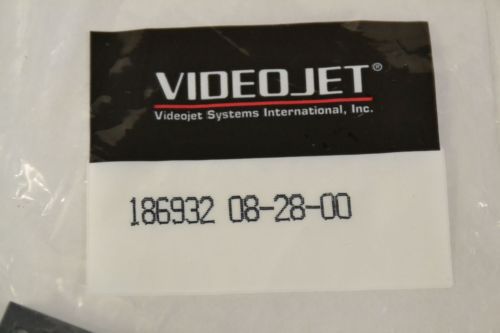 VIDEOJET®
Videojet Systems International, Inc.
186932 08-28-00